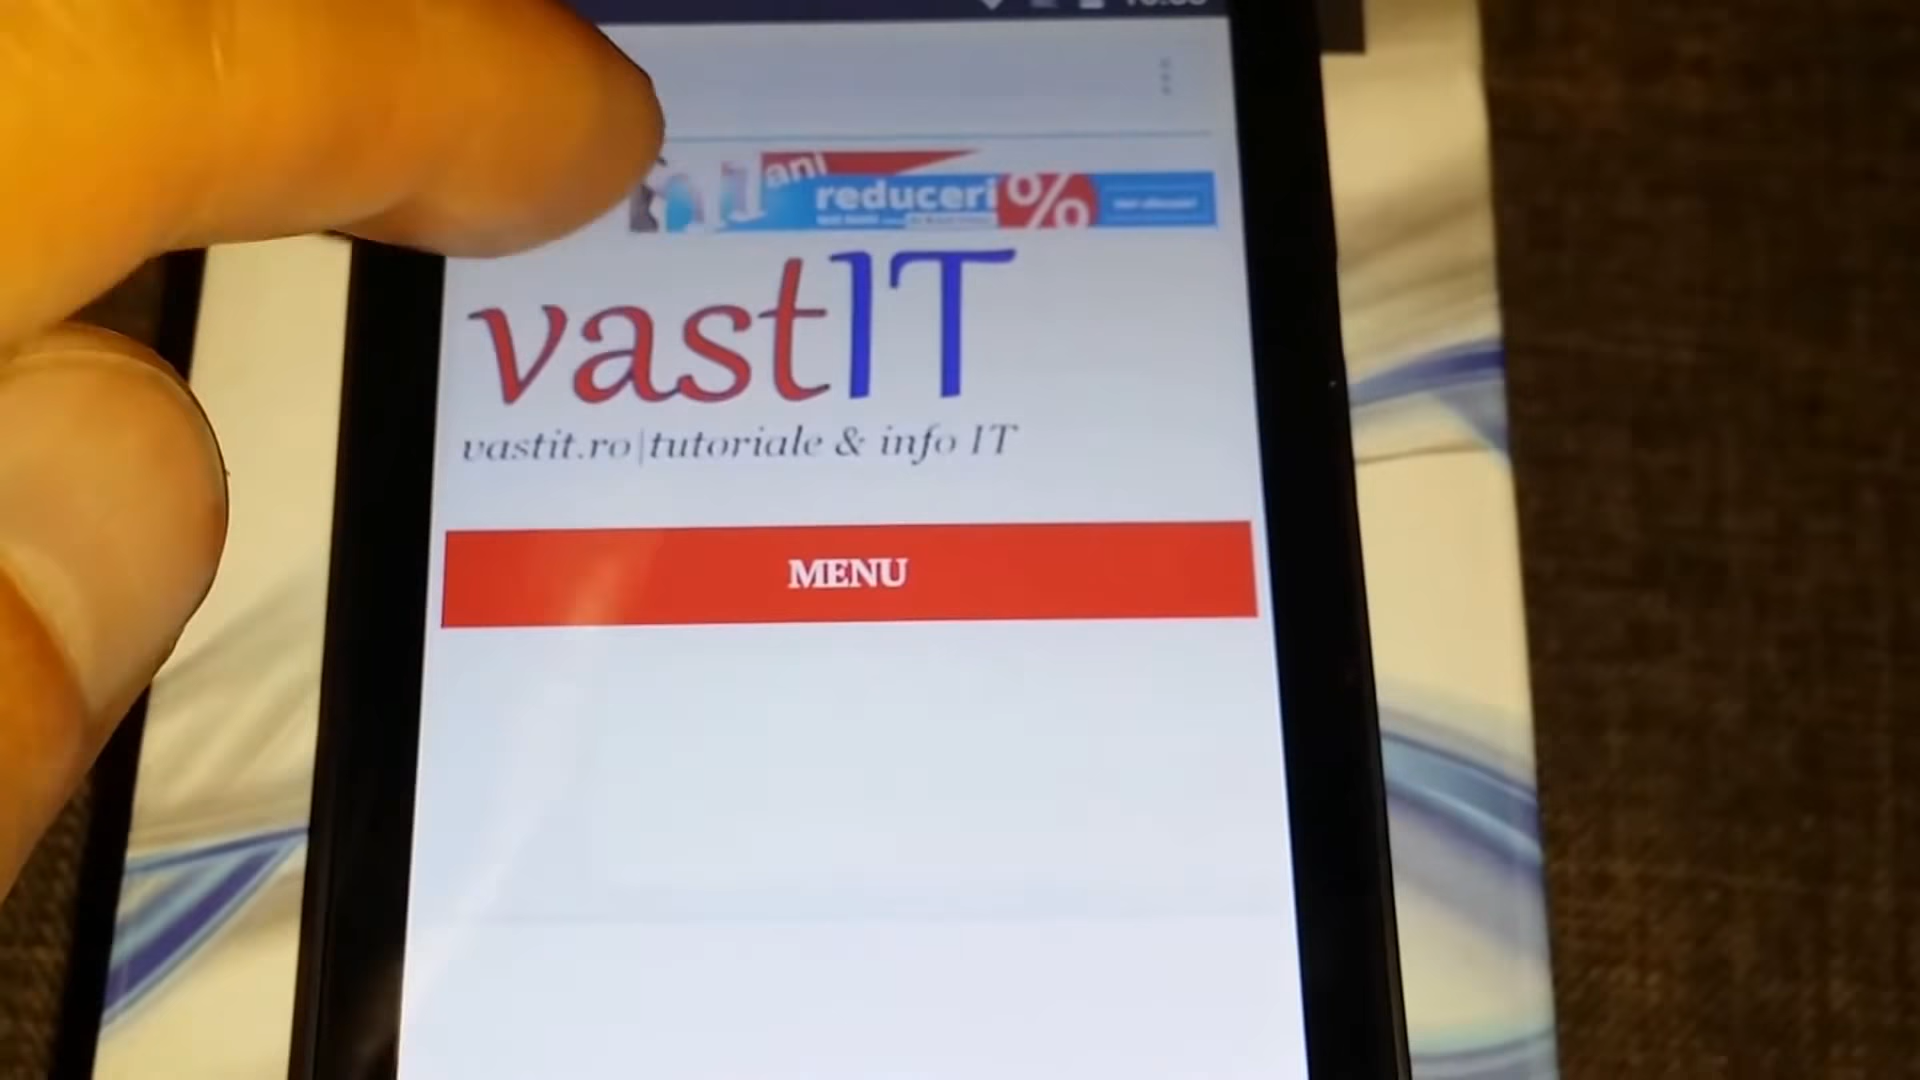 ani
reduceri %
vastIT
vastit.ro|tutoriale & info IT
MENU